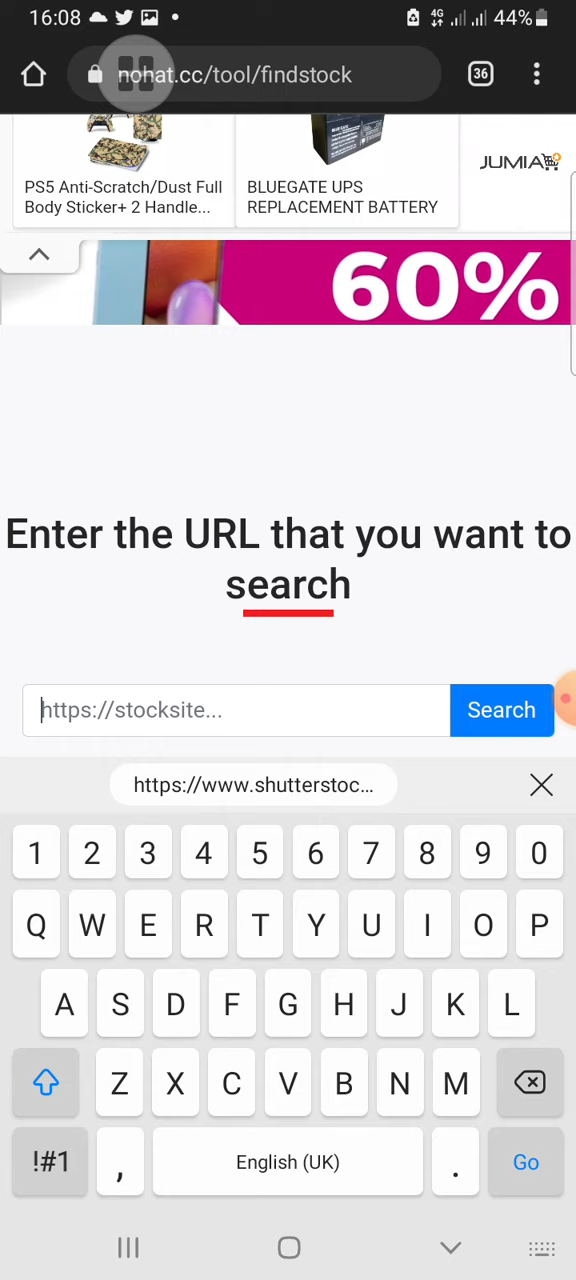 16:08 4G 44%
nohat.cc/tool/findstock 36
PS5 Anti-Scratch/Dust Full
Body Sticker+ 2 Handle...
BLUEGATE UPS
REPLACEMENT BATTERY
JUMIA
60%
Enter the URL that you want to
search
https://stocksite... Search
https://www.shutterstoc...
1 2 3 4 5 6 7 8 9 0
Q W E R T Y U I O P
A S D F G H J K L
Z X C V B N M
!#1 , English (UK) . Go